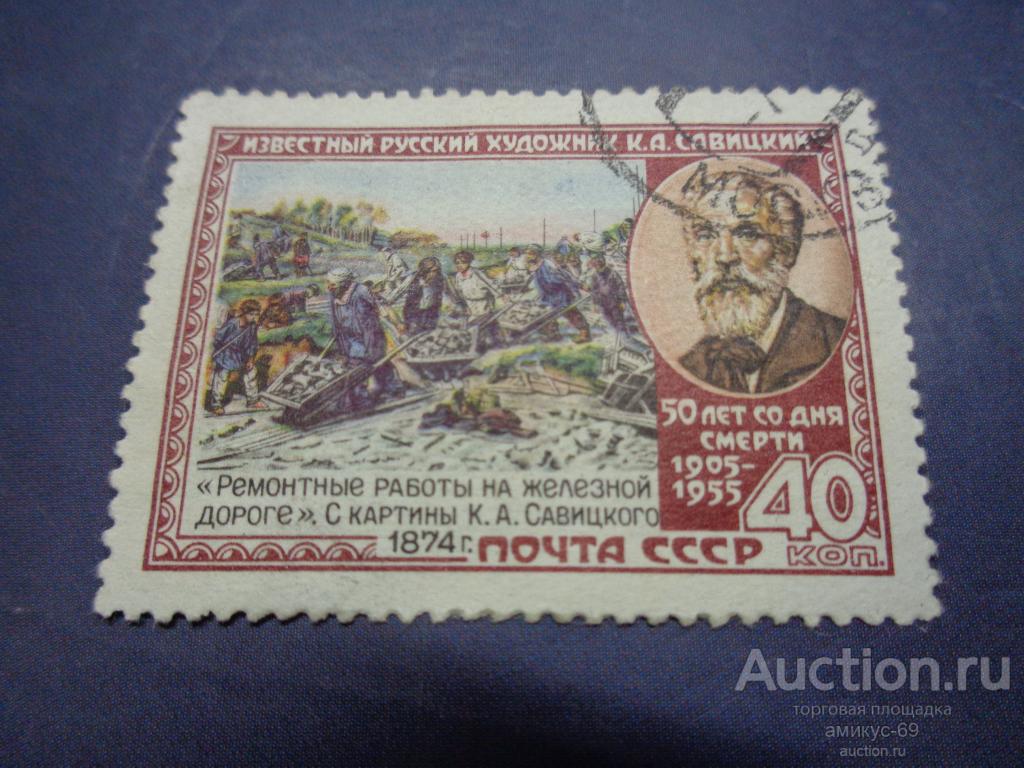 ИЗВЕСТНЫЙ РУССКИЙ ХУДОЖНИК К.А. САВИЦКИЙ
50 ЛЕТ СО ДНЯ
СМЕРТИ
1905-
1955
40
КОП.
«РЕМОНТНЫЕ РАБОТЫ НА ЖЕЛЕЗНОЙ
ДОРОГЕ». С КАРТИНЫ К.А. САВИЦКОГО
1874 г.
ПОЧТА СССР
Auction.ru
торговая площадка
амикус-69
auction.ru